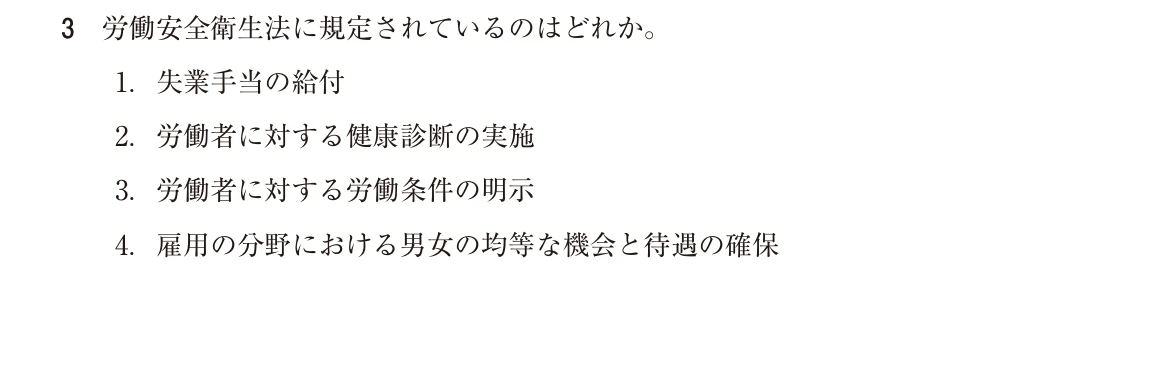 3 労働安全衛生法に規定されているのはどれか。
1. 失業手当の給付
2. 労働者に対する健康診断の実施
3. 労働者に対する労働条件の明示
4. 雇用の分野における男女の均等な機会と待遇の確保